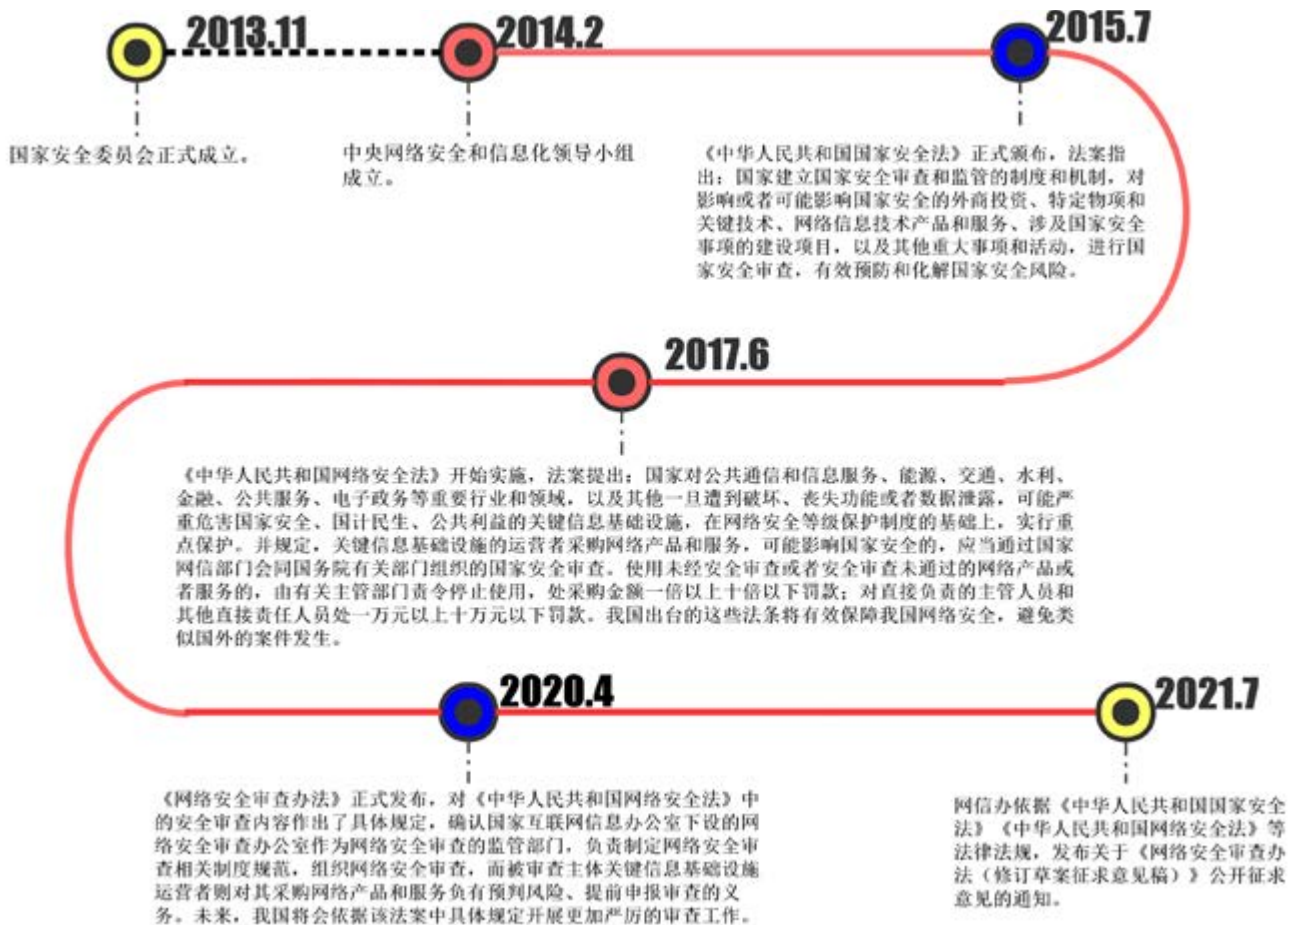 2013.11
国家安全委员会正式成立。
2014.2
中央网络安全和信息化领导小组
成立。
2015.7
《中华人民共和国国家安全法》正式颁布，法案指
出：国家建立国家安全审查和监管的制度和机制，对
影响或者可能影响国家安全的外商投资、特定物项和
关键技术、网络信息技术产品和服务、涉及国家安全
事项的建设项目，以及其他重大事项和活动，进行国
家安全审查，有效预防和化解国家安全风险。
2017.6
《中华人民共和国网络安全法》开始实施，法案提出：国家对公共通信和信息服务、能源、交通、水利、
金融、公共服务、电子政务等重要行业和领域，以及其他一旦遭到破坏、丧失功能或者数据泄露，可能严
重危害国家安全、国计民生、公共利益的关键信息基础设施，在网络安全等级保护制度的基础上，实行重
点保护。并规定，关键信息基础设施的运营者采购网络产品和服务，可能影响国家安全的，应当通过国家
网信部门会同国务院有关部门组织的国家安全审查。使用未经安全审查或者安全审查未通过的网络产品或
者服务的，由有关主管部门责令停止使用，处采购金额一倍以上十倍以下罚款；对直接负责的主管人员和
其他直接责任人员处一万元以上十万元以下罚款。我国出台的这些法条将有效保障我国网络安全，避免类
似国外的案件发生。
2020.4
《网络安全审查办法》正式发布，对《中华人民共和国网络安全法》中
的安全审查内容作出了具体规定，确认国家互联网信息办公室下设的网
络安全审查办公室作为网络安全审查的监管部门，负责制定网络安全审
查相关制度规范，组织网络安全审查，而被审查主体关键信息基础设施
运营者则对其采购网络产品和服务负有预判风险、提前申报审查的义
务。未来，我国将会依据该法案中具体规定开展更加严厉的审查工作。
2021.7
网信办依据《中华人民共和国国家安全
法》《中华人民共和国网络安全法》等
法律法规，发布关于《网络安全审查办
法（修订草案征求意见稿）》公开征求
意见的通知。